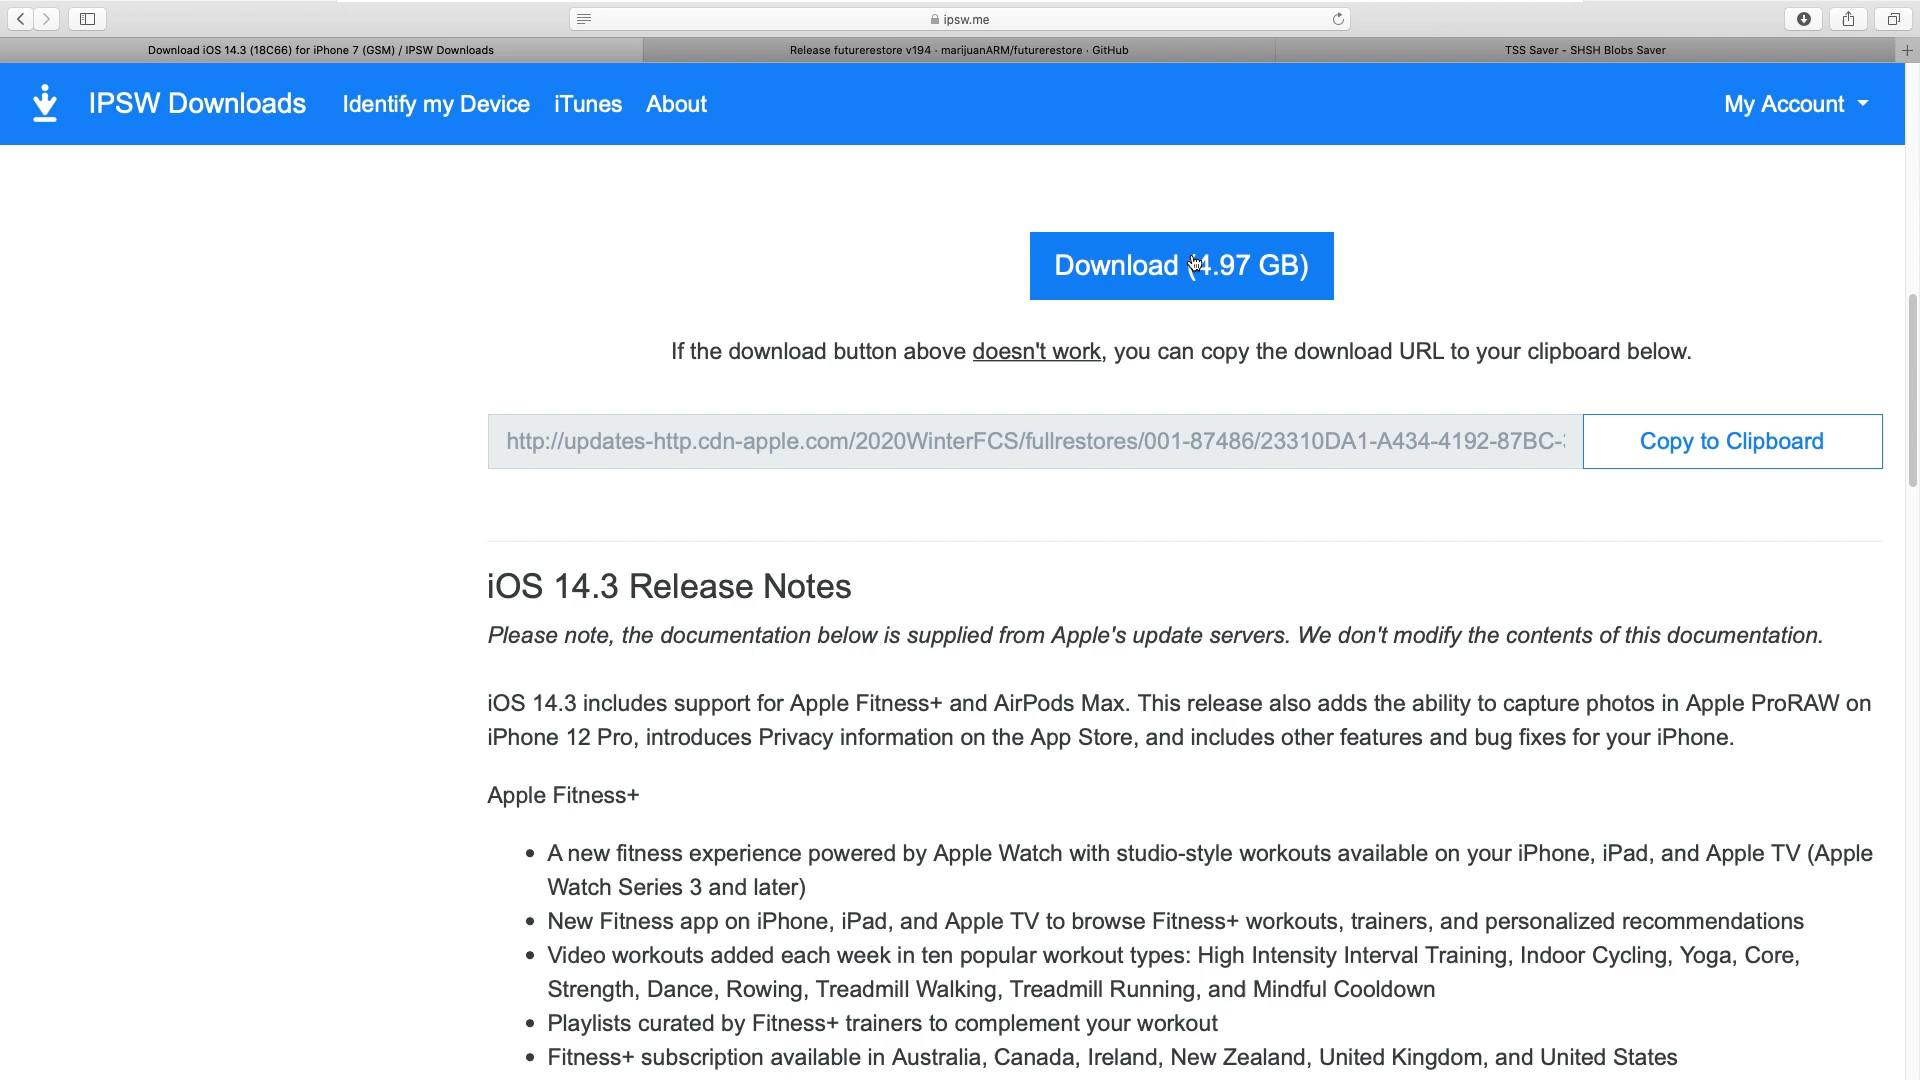 ipsw.me
Download iOS 14.3 (18C66) for iPhone 7 (GSM) / IPSW Downloads
Release futurerestore v194 · marijuanARM/futurerestore · GitHub
TSS Saver - SHSH Blobs Saver
IPSW Downloads
Identify my Device
iTunes
About
My Account
Download (4.97 GB)
If the download button above doesn't work, you can copy the download URL to your clipboard below.
http://updates-http.cdn-apple.com/2020WinterFCS/fullrestores/001-87486/23310DA1-A434-4192-87BC-
Copy to Clipboard
iOS 14.3 Release Notes
Please note, the documentation below is supplied from Apple's update servers. We don't modify the contents of this documentation.
iOS 14.3 includes support for Apple Fitness+ and AirPods Max. This release also adds the ability to capture photos in Apple ProRAW on
iPhone 12 Pro, introduces Privacy information on the App Store, and includes other features and bug fixes for your iPhone.
Apple Fitness+
• A new fitness experience powered by Apple Watch with studio-style workouts available on your iPhone, iPad, and Apple TV (Apple
Watch Series 3 and later)
• New Fitness app on iPhone, iPad, and Apple TV to browse Fitness+ workouts, trainers, and personalized recommendations
• Video workouts added each week in ten popular workout types: High Intensity Interval Training, Indoor Cycling, Yoga, Core,
Strength, Dance, Rowing, Treadmill Walking, Treadmill Running, and Mindful Cooldown
• Playlists curated by Fitness+ trainers to complement your workout
• Fitness+ subscription available in Australia, Canada, Ireland, New Zealand, United Kingdom, and United States